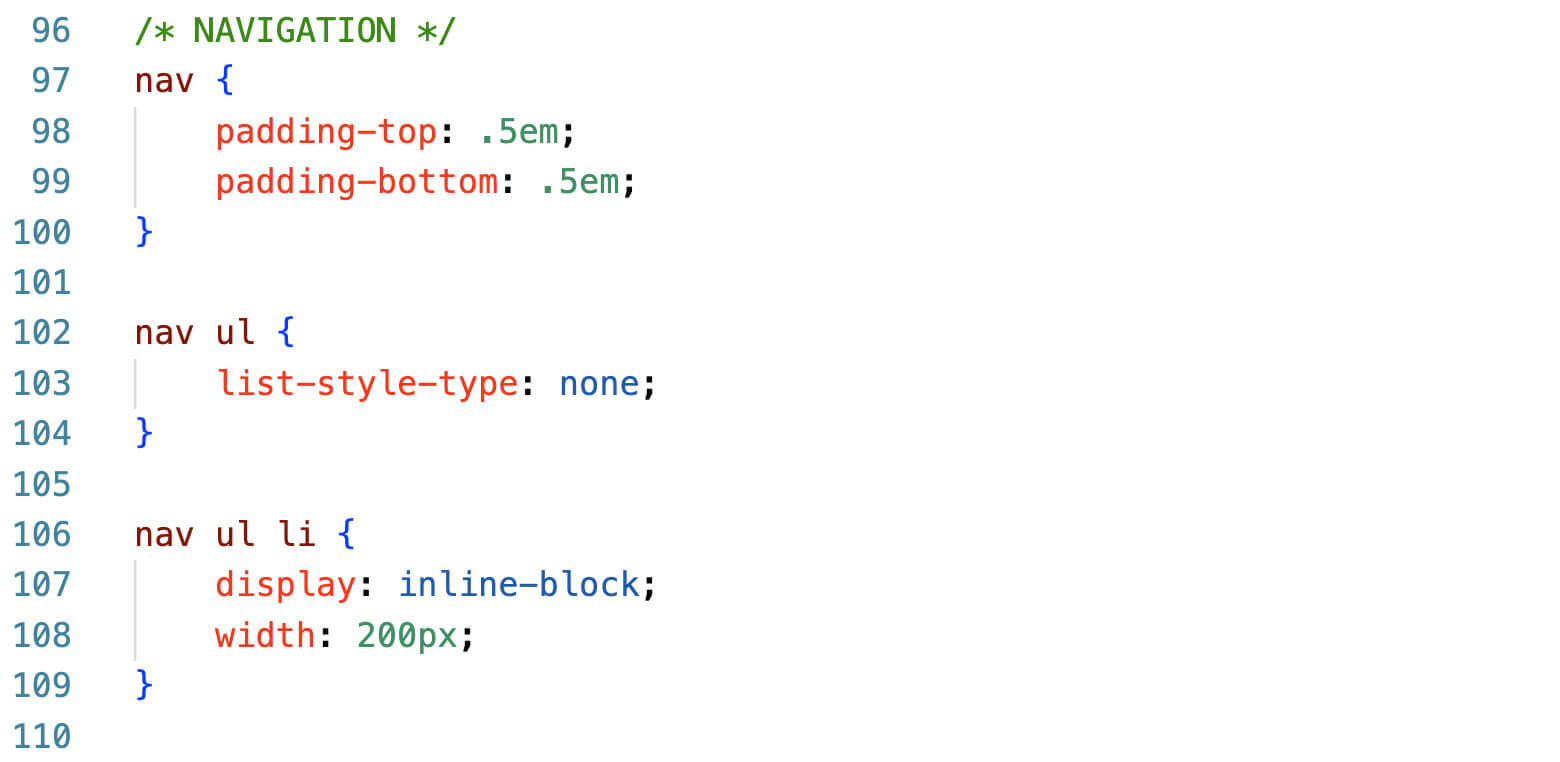 96 /* NAVIGATION */
97 nav {
98     padding-top: .5em;
99     padding-bottom: .5em;
100 }
101
102 nav ul {
103     list-style-type: none;
104 }
105
106 nav ul li {
107     display: inline-block;
108     width: 200px;
109 }
110